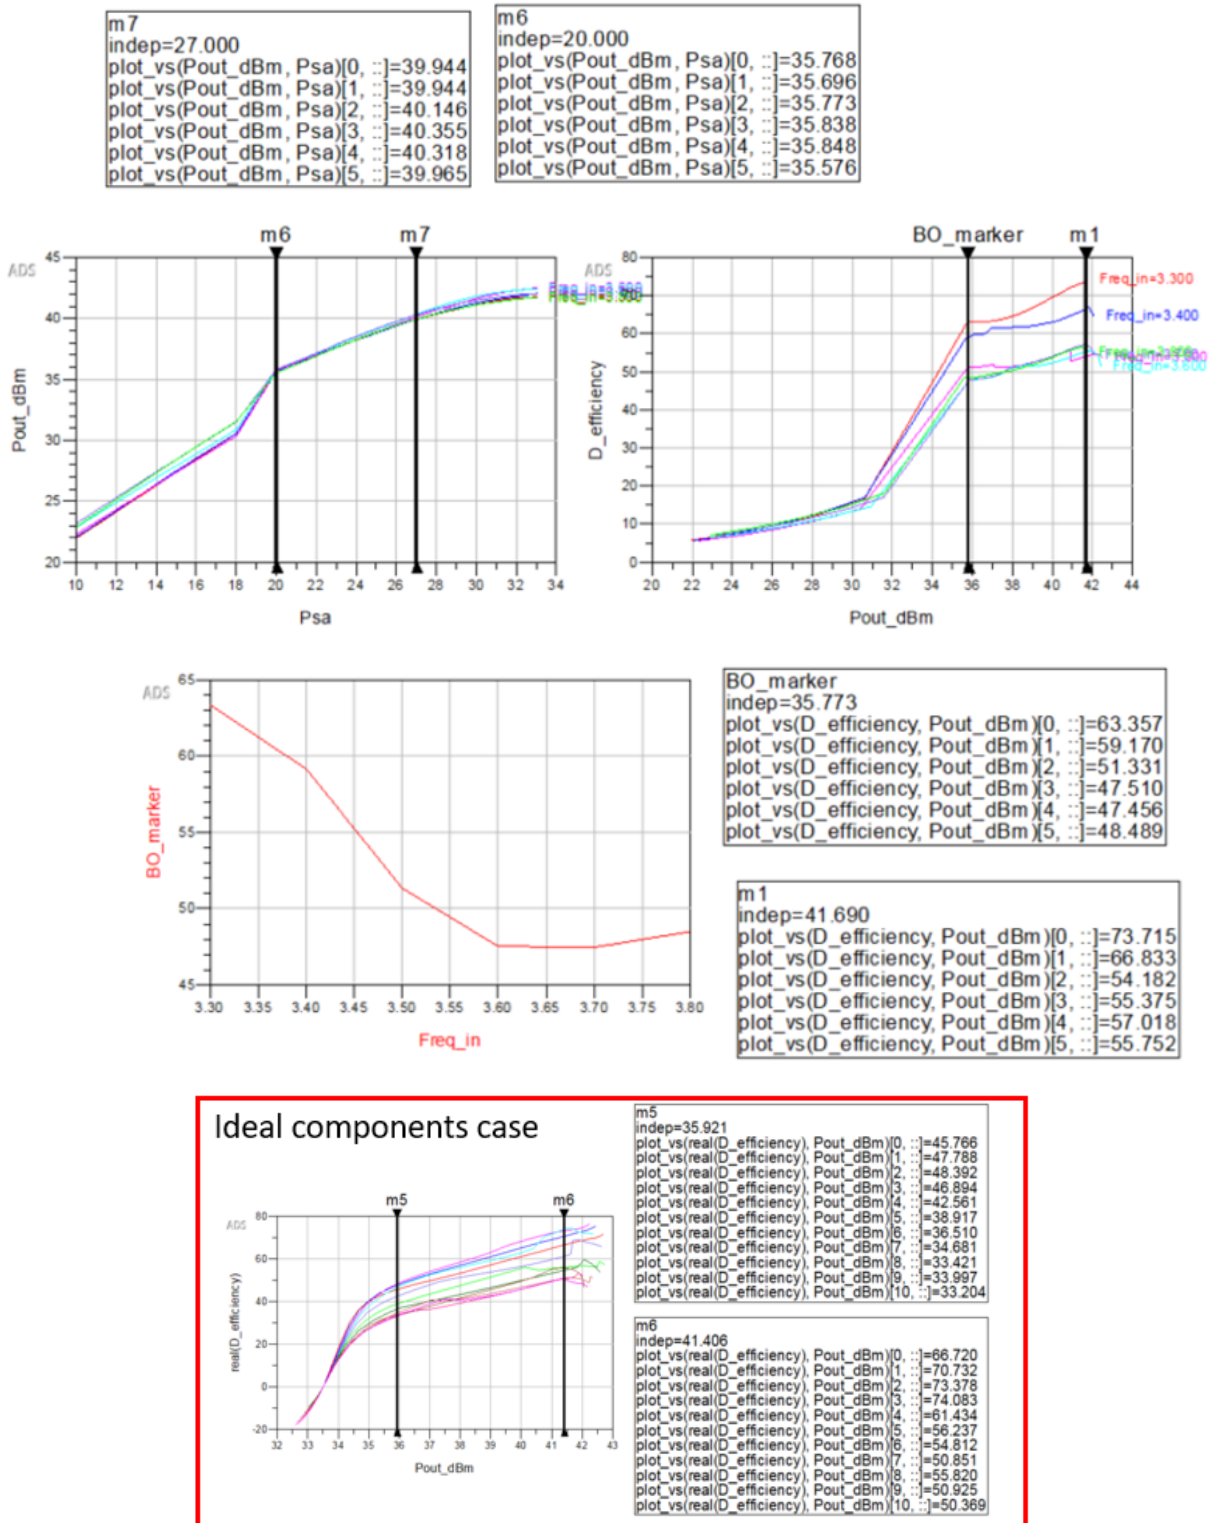 m7
indep=27.000
plot_vs(Pout_dBm, Psa)[0, ::]=39.944
plot_vs(Pout_dBm, Psa)[1, ::]=39.944
plot_vs(Pout_dBm, Psa)[2, ::]=40.146
plot_vs(Pout_dBm, Psa)[3, ::]=40.355
plot_vs(Pout_dBm, Psa)[4, ::]=40.318
plot_vs(Pout_dBm, Psa)[5, ::]=39.965
m6
indep=20.000
plot_vs(Pout_dBm, Psa)[0, ::]=35.768
plot_vs(Pout_dBm, Psa)[1, ::]=35.696
plot_vs(Pout_dBm, Psa)[2, ::]=35.773
plot_vs(Pout_dBm, Psa)[3, ::]=35.838
plot_vs(Pout_dBm, Psa)[4, ::]=35.848
plot_vs(Pout_dBm, Psa)[5, ::]=35.576
m6 m7
ADS
45
40
35
30
25
20
Pout_dBm
10 12 14 16 18 20 22 24 26 28 30 32 34
Psa
BO_marker m1
ADS
80
60
50
40
30
20
10
0
D_efficiency
Freq_in=3.300
Freq_in=3.400
20 22 24 26 28 30 32 34 36 38 40 42 44
Pout_dBm
ADS
65
60
55
50
45
BO_marker
3.30 3.35 3.40 3.45 3.50 3.55 3.60 3.65 3.70 3.75 3.80
Freq_in
BO_marker
indep=35.773
plot_vs(D_efficiency, Pout_dBm)[0, ::]=63.357
plot_vs(D_efficiency, Pout_dBm)[1, ::]=59.170
plot_vs(D_efficiency, Pout_dBm)[2, ::]=51.331
plot_vs(D_efficiency, Pout_dBm)[3, ::]=47.510
plot_vs(D_efficiency, Pout_dBm)[4, ::]=47.456
plot_vs(D_efficiency, Pout_dBm)[5, ::]=48.489
m1
indep=41.690
plot_vs(D_efficiency, Pout_dBm)[0, ::]=73.715
plot_vs(D_efficiency, Pout_dBm)[1, ::]=66.833
plot_vs(D_efficiency, Pout_dBm)[2, ::]=54.182
plot_vs(D_efficiency, Pout_dBm)[3, ::]=55.375
plot_vs(D_efficiency, Pout_dBm)[4, ::]=57.018
plot_vs(D_efficiency, Pout_dBm)[5, ::]=55.752
Ideal components case
m5 m6
ADS
80
60
40
20
0
-20
real(D_efficiency)
32 33 34 35 36 37 38 39 40 41 42 43
Pout_dBm
m5
indep=35.921
plot_vs(real(D_efficiency), Pout_dBm)[0, ::]=45.766
plot_vs(real(D_efficiency), Pout_dBm)[1, ::]=47.788
plot_vs(real(D_efficiency), Pout_dBm)[2, ::]=48.392
plot_vs(real(D_efficiency), Pout_dBm)[3, ::]=46.894
plot_vs(real(D_efficiency), Pout_dBm)[4, ::]=42.561
plot_vs(real(D_efficiency), Pout_dBm)[5, ::]=38.917
plot_vs(real(D_efficiency), Pout_dBm)[6, ::]=36.510
plot_vs(real(D_efficiency), Pout_dBm)[7, ::]=34.681
plot_vs(real(D_efficiency), Pout_dBm)[8, ::]=33.421
plot_vs(real(D_efficiency), Pout_dBm)[9, ::]=33.997
plot_vs(real(D_efficiency), Pout_dBm)[10, ::]=33.204
m6
indep=41.406
plot_vs(real(D_efficiency), Pout_dBm)[0, ::]=66.720
plot_vs(real(D_efficiency), Pout_dBm)[1, ::]=70.732
plot_vs(real(D_efficiency), Pout_dBm)[2, ::]=73.378
plot_vs(real(D_efficiency), Pout_dBm)[3, ::]=74.083
plot_vs(real(D_efficiency), Pout_dBm)[4, ::]=61.434
plot_vs(real(D_efficiency), Pout_dBm)[5, ::]=56.237
plot_vs(real(D_efficiency), Pout_dBm)[6, ::]=54.812
plot_vs(real(D_efficiency), Pout_dBm)[7, ::]=50.851
plot_vs(real(D_efficiency), Pout_dBm)[8, ::]=55.820
plot_vs(real(D_efficiency), Pout_dBm)[9, ::]=50.925
plot_vs(real(D_efficiency), Pout_dBm)[10, ::]=50.369